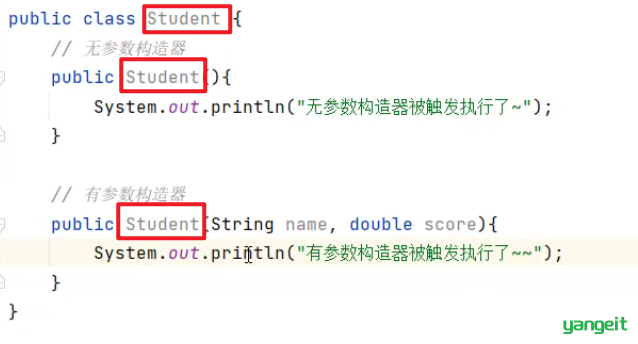 public class Student {
// 无参数构造器
public Student(){
System.out.println("无参数构造器被触发执行了~");
}
// 有参数构造器
public Student(String name, double score){
System.out.println("有参数构造器被触发执行了~~");
}
}
yangeit